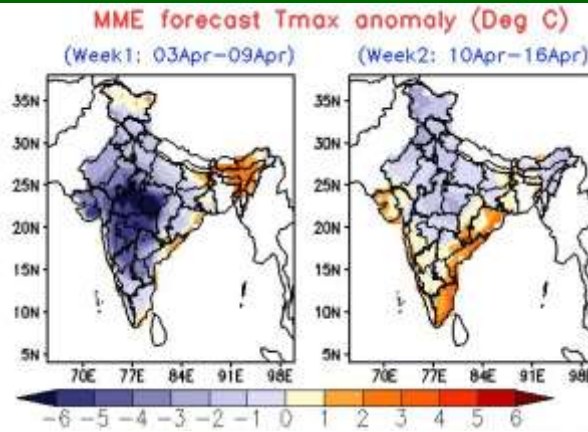 MME forecast Tmax anomaly (Deg C)
(Week1: 03Apr-09Apr) (Week2: 10Apr-16Apr)
35N 35N
30N 30N
25N 25N
20N 20N
15N 15N
10N 10N
5N 5N
70E 77E 84E 91E 98E 70E 77E 84E 91E 98E
-6 -5 -4 -3 -2 -1 0 1 2 3 4 5 6